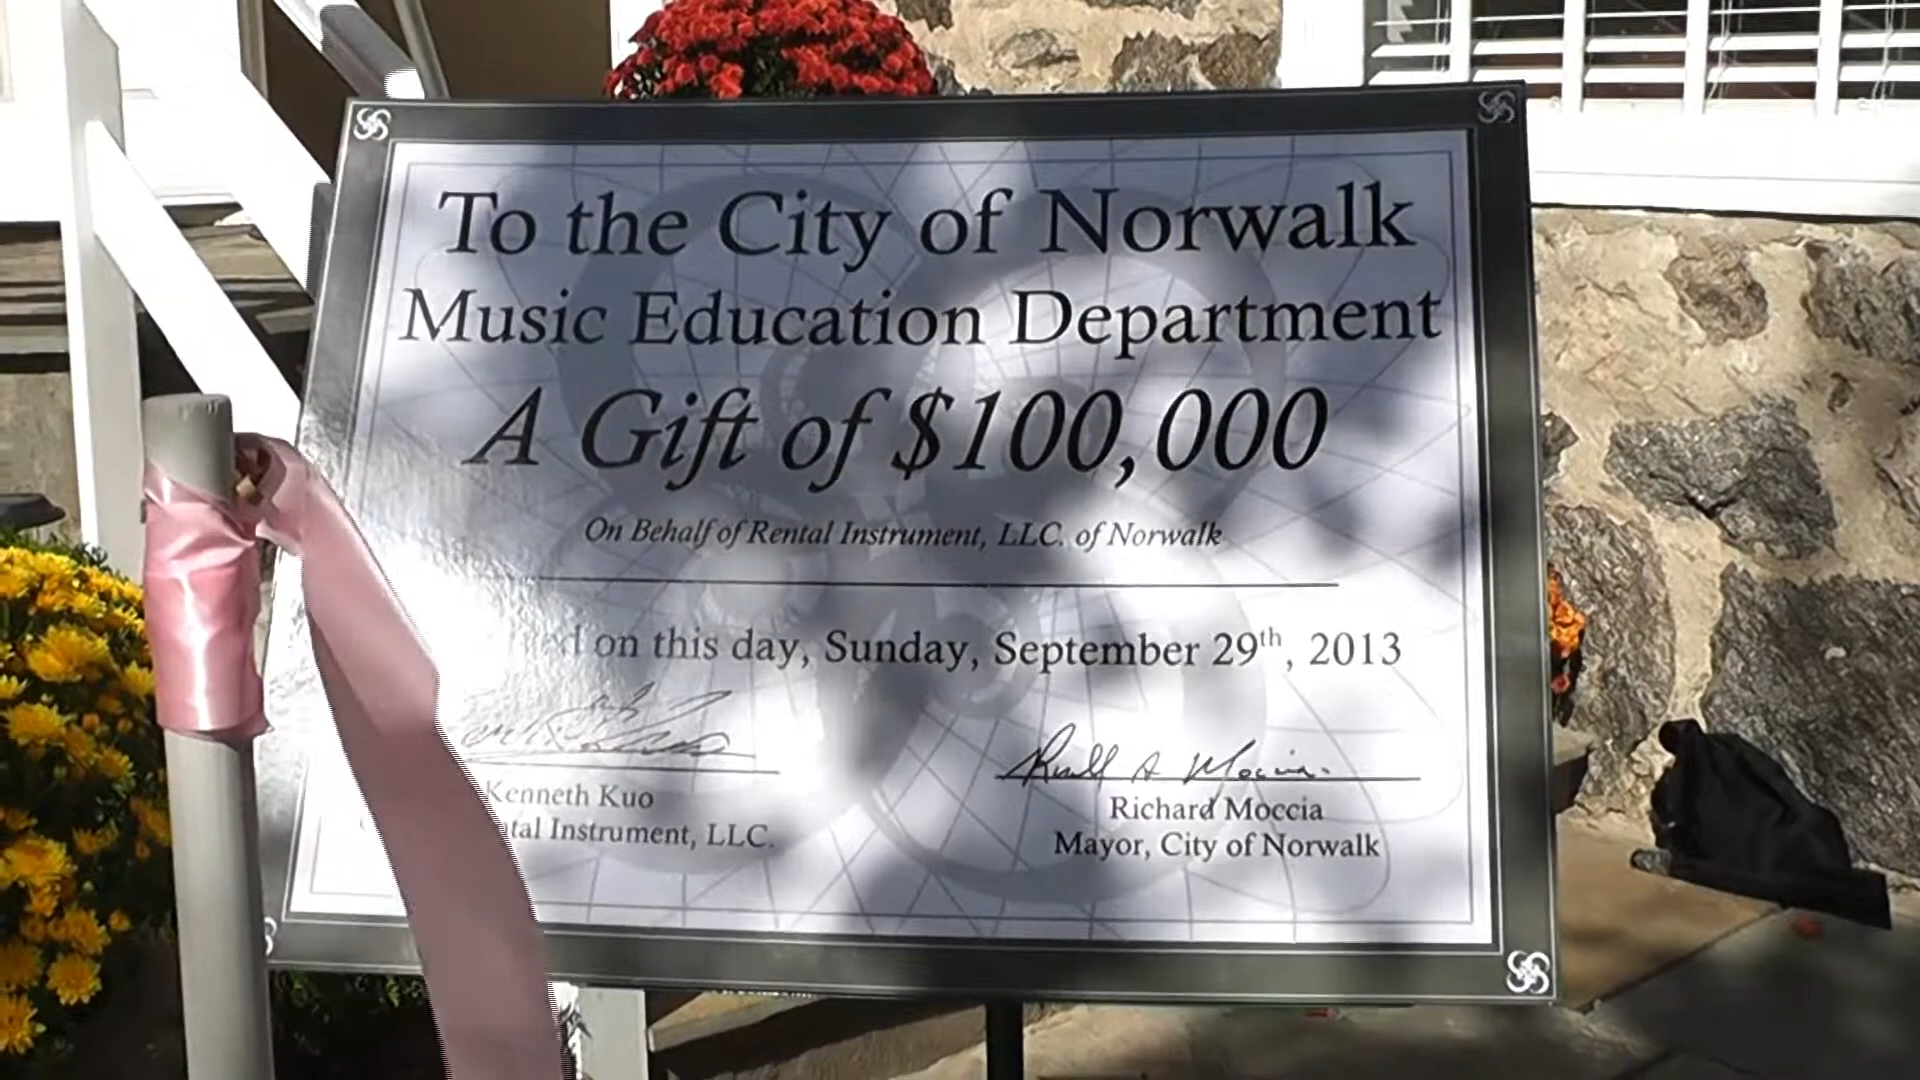 To the City of Norwalk
Music Education Department
A Gift of $100,000
On Behalf of Rental Instrument, LLC. of Norwalk
on this day, Sunday, September 29th, 2013
Kenneth Kuo
Richard Moccia
Instrument, LLC.
Mayor, City of Norwalk